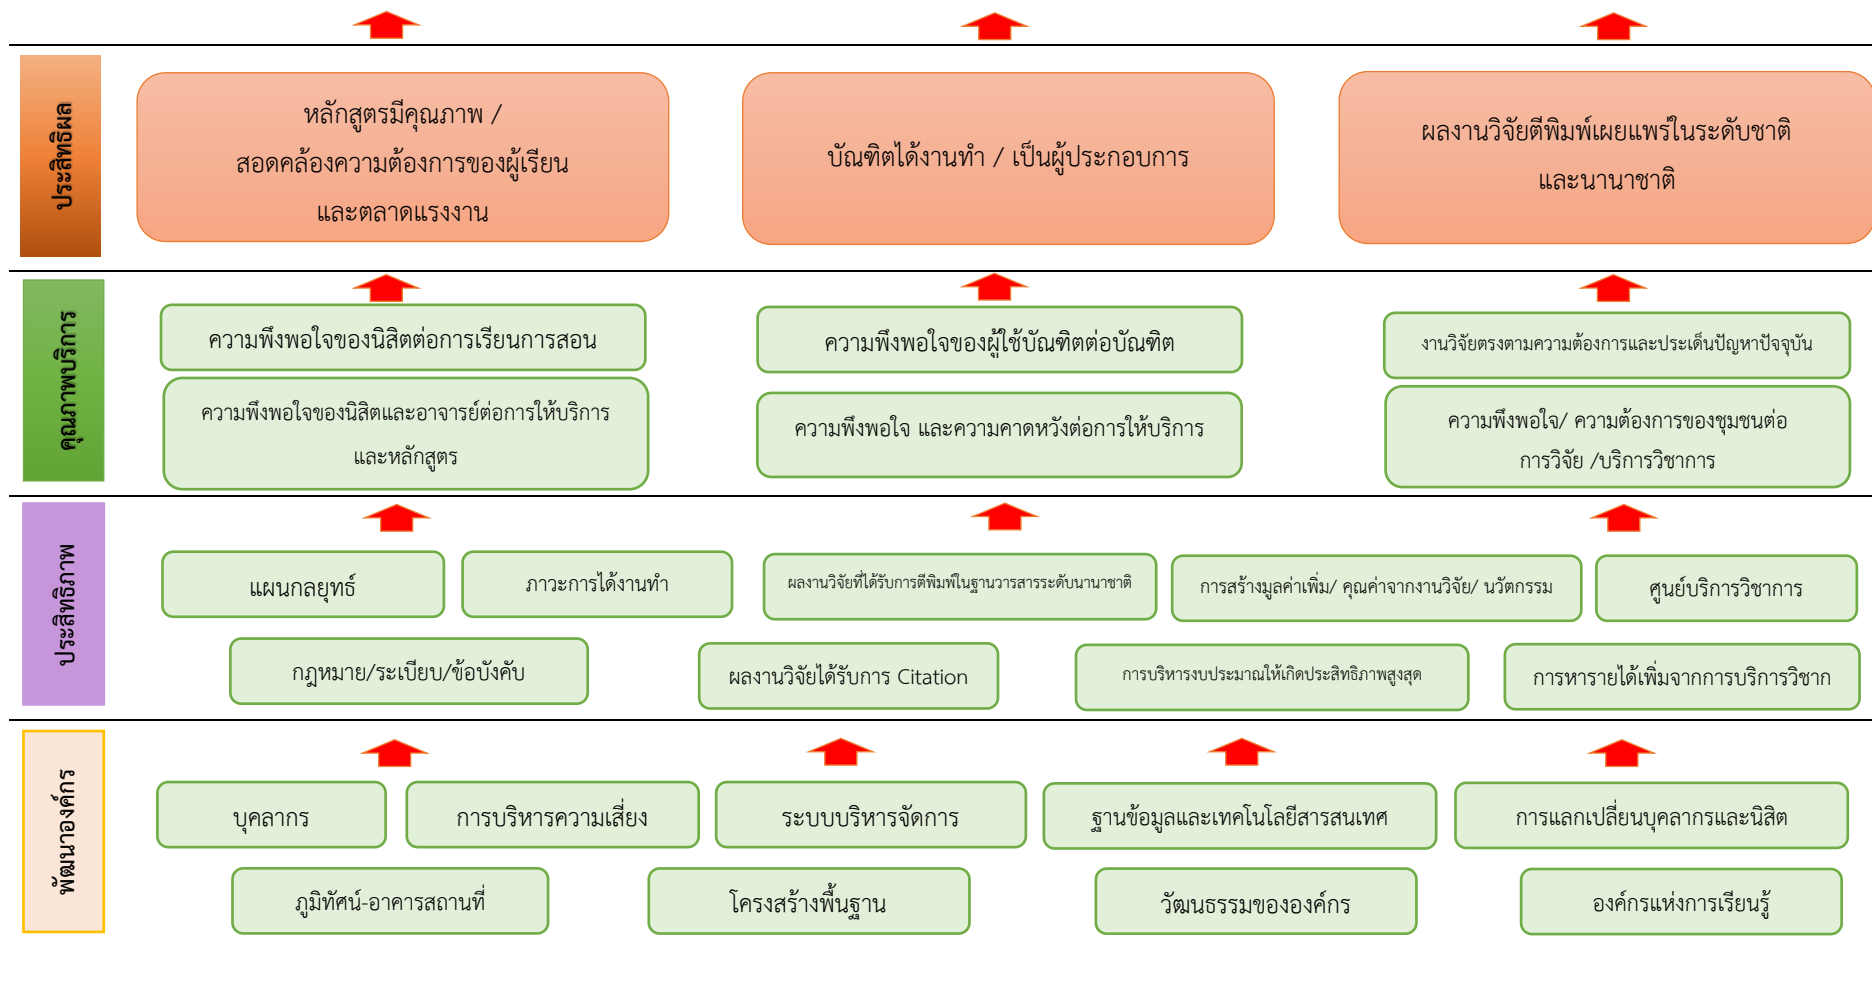 ประสิทธิผล
หลักสูตรมีคุณภาพ /
สอดคล้องความต้องการของผู้เรียน
และตลาดแรงงาน
บัณฑิตได้งานทำ / เป็นผู้ประกอบการ
ผลงานวิจัยตีพิมพ์เผยแพร่ในระดับชาติ
และนานาชาติ
คุณภาพบริการ
ความพึงพอใจของนิสิตต่อการเรียนการสอน
ความพึงพอใจของผู้ใช้บัณฑิตต่อบัณฑิต
งานวิจัยตรงตามความต้องการและประเด็นปัญหาปัจจุบัน
ความพึงพอใจของนิสิตและอาจารย์ต่อการให้บริการ
และหลักสูตร
ความพึงพอใจ และความคาดหวังต่อการให้บริการ
ความพึงพอใจ/ ความต้องการของชุมชนต่อ
การวิจัย /บริการวิชาการ
ประสิทธิภาพ
แผนกลยุทธ์
ภาวะการได้งานทำ
ผลงานวิจัยที่ได้รับการตีพิมพ์ในฐานวารสารระดับนานาชาติ
การสร้างมูลค่าเพิ่ม/ คุณค่าจากงานวิจัย/ นวัตกรรม
ศูนย์บริการวิชาการ
กฎหมาย/ระเบียบ/ข้อบังคับ
ผลงานวิจัยได้รับการ Citation
การบริหารงบประมาณให้เกิดประสิทธิภาพสูงสุด
การหารายได้เพิ่มจากการบริการวิชาก
พัฒนาองค์กร
บุคลากร
การบริหารความเสี่ยง
ระบบบริหารจัดการ
ฐานข้อมูลและเทคโนโลยีสารสนเทศ
การแลกเปลี่ยนบุคลากรและนิสิต
ภูมิทัศน์-อาคารสถานที่
โครงสร้างพื้นฐาน
วัฒนธรรมขององค์กร
องค์กรแห่งการเรียนรู้